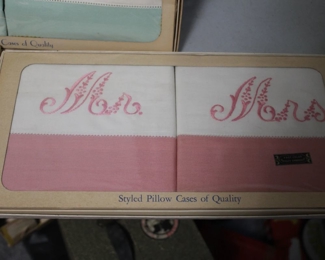 Cases of Quality
Mr. Mrs
Styled Pillow Cases of Quality